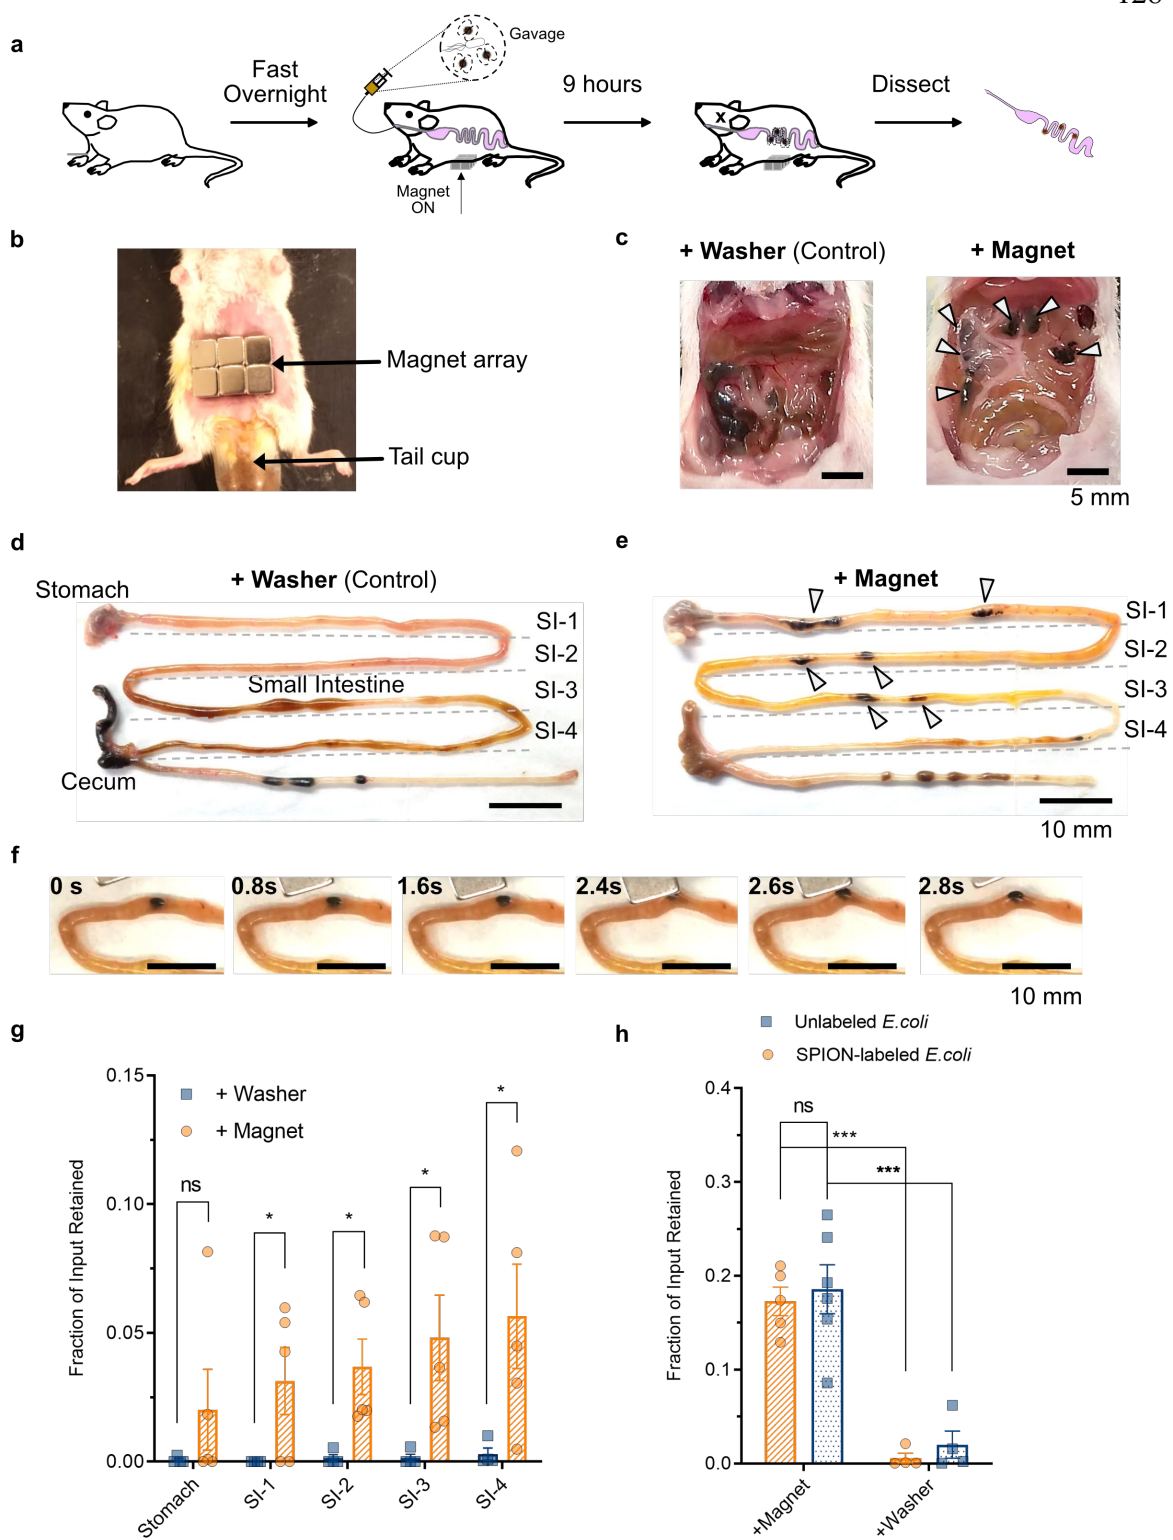 a
Gavage
Fast
Overnight
9 hours
Dissect
x
Magnet
ON
b
Magnet array
Tail cup
c
+ Washer (Control)
+ Magnet
5 mm
d
+ Washer (Control)
Stomach
SI-1
SI-2
SI-3
Small Intestine
SI-4
Cecum
e
+ Magnet
SI-1
SI-2
SI-3
SI-4
10 mm
f
0 s
0.8s
1.6s
2.4s
2.6s
2.8s
10 mm
g
+ Washer
+ Magnet
Fraction of Input Retained
0.15
0.10
0.05
0.00
ns
*
*
*
*
Stomach
SI-1
SI-2
SI-3
SI-4
h
Unlabeled E.coli
SPION-labeled E.coli
Fraction of Input Retained
0.4
0.3
0.2
0.1
0.0
ns
***
***
+Magnet
+Washer